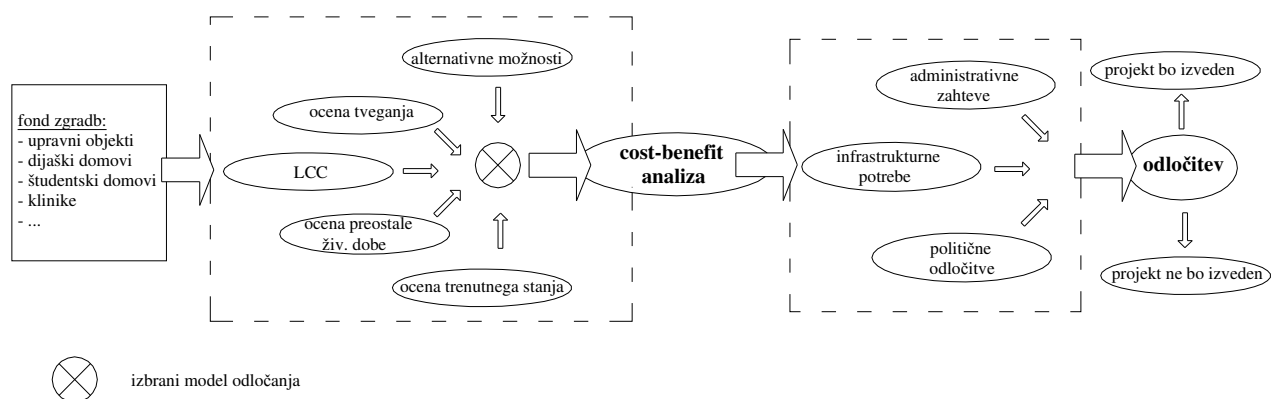 fond zgradb:
- upravni objekti
- dijaški domovi
- študentski domovi
- klinike
- ...
alternativne možnosti
ocena tveganja
LCC
ocena preostale
živ. dobe
ocena trenutnega stanja
cost-benefit
analiza
administrativne
zahteve
infrastrukturne
potrebe
politične
odločitve
projekt bo izveden
odločitev
projekt ne bo izveden
izbrani model odločanja